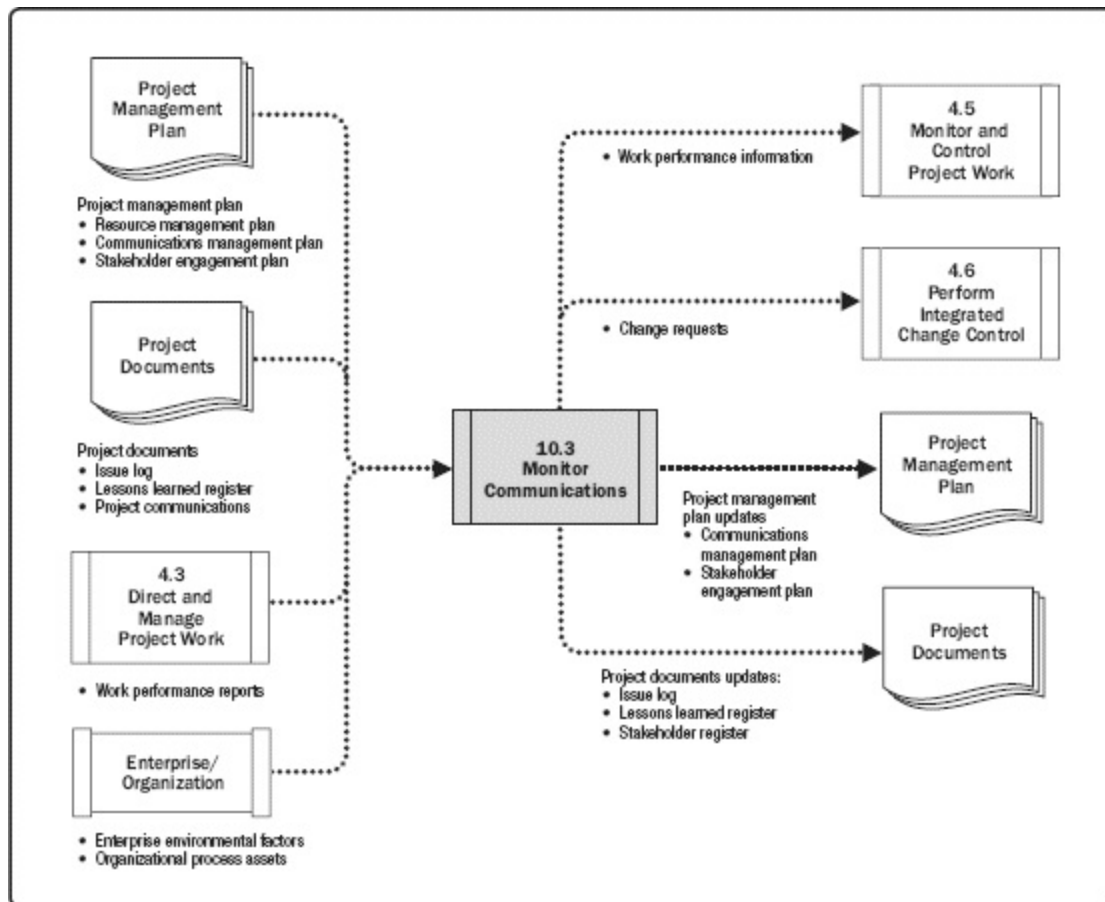 Project
Management
Plan
Project management plan
• Resource management plan
• Communications management plan
• Stakeholder engagement plan
Project
Documents
Project documents
• Issue log
• Lessons learned register
• Project communications
4.3
Direct and
Manage
Project Work
• Work performance reports
Enterprise/
Organization
• Enterprise environmental factors
• Organizational process assets
10.3
Monitor
Communications
• Work performance information
4.5
Monitor and
Control
Project Work
• Change requests
4.6
Perform
Integrated
Change Control
Project management
plan updates
• Communications
management plan
• Stakeholder
engagement plan
Project
Management
Plan
Project documents updates:
• Issue log
• Lessons learned register
• Stakeholder register
Project
Documents